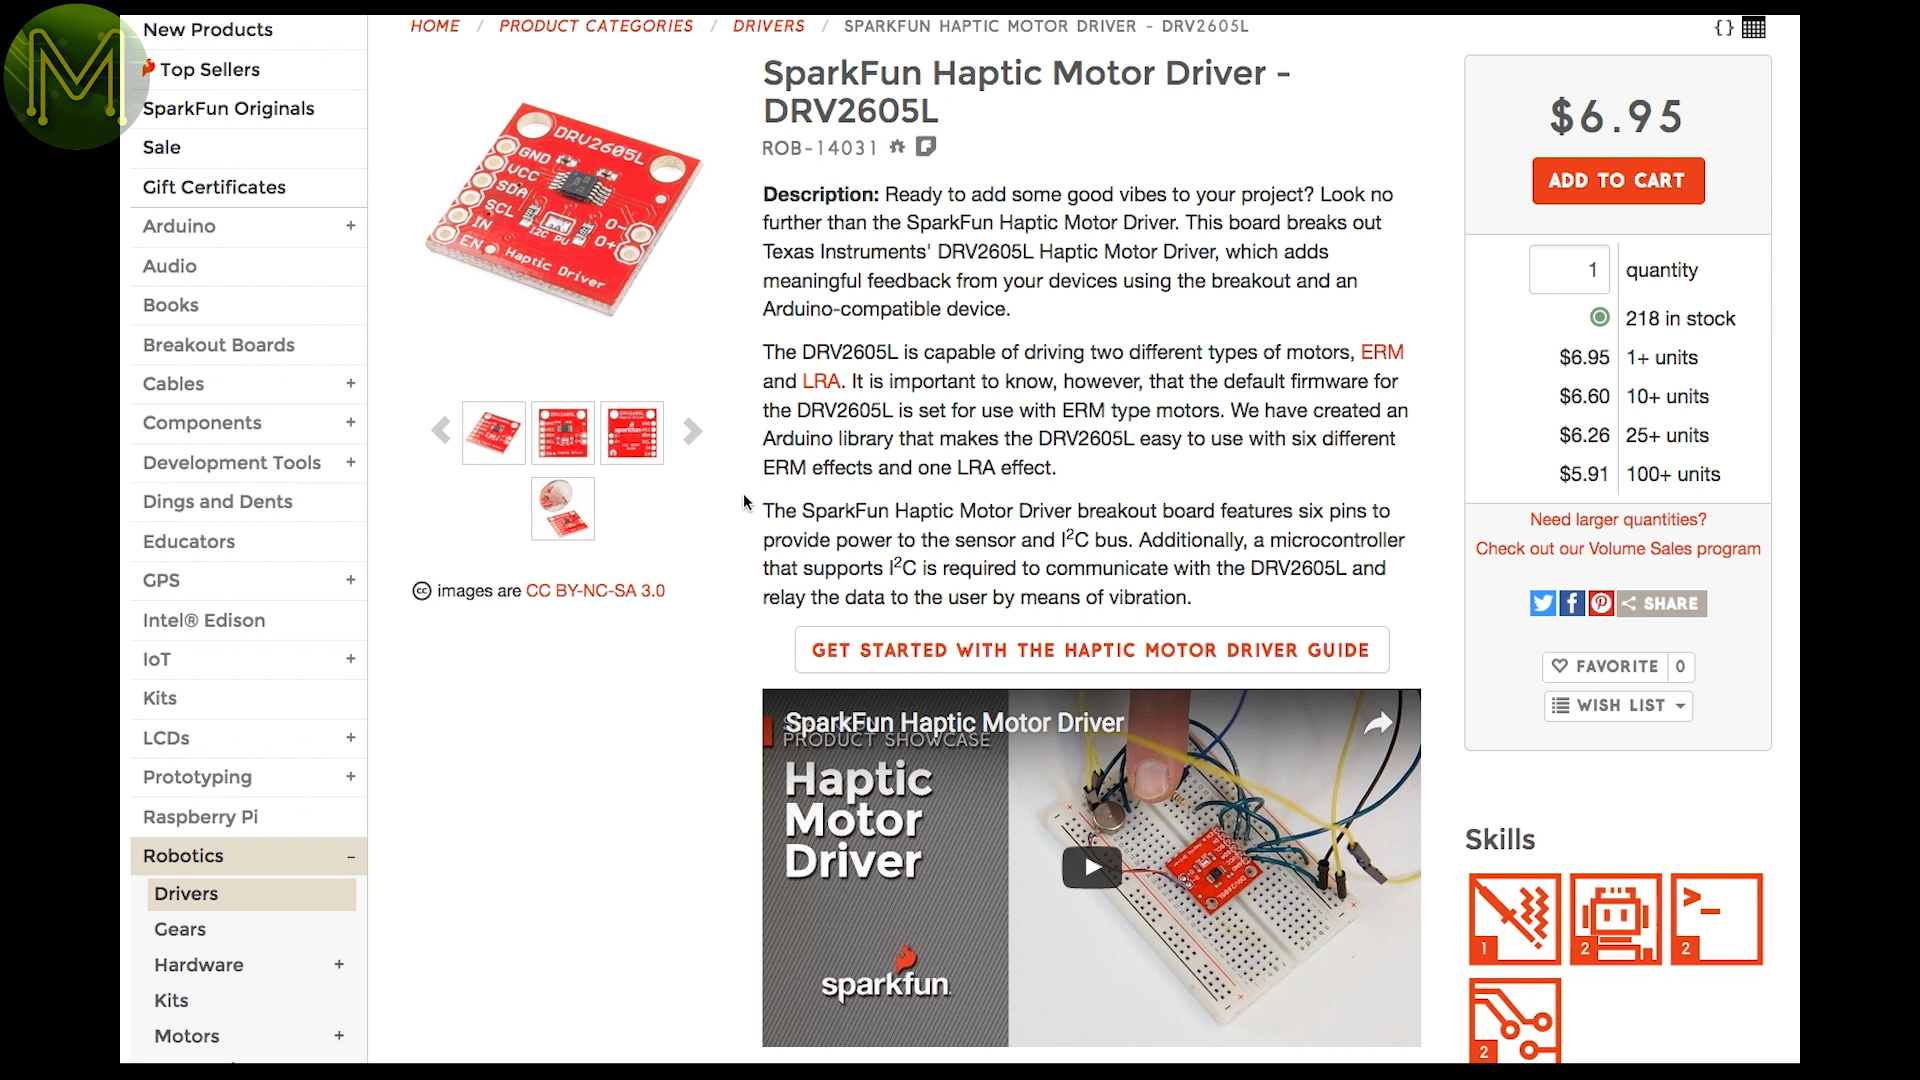 HOME / PRODUCT CATEGORIES / DRIVERS / SPARKFUN HAPTIC MOTOR DRIVER - DRV2605L
{}
M
New Products
Top Sellers
SparkFun Originals
Sale
Gift Certificates
Arduino +
Audio
Books
Breakout Boards
Cables +
Components +
Development Tools +
Dings and Dents
Educators
GPS +
Intel® Edison
IoT +
Kits
LCDs +
Prototyping +
Raspberry Pi
Robotics –
Drivers
Gears
Hardware +
Kits
Motors +
DRV2605L
GND
VCC
SDA
SCL
IN
EN
I2C PU
O-
O+
Haptic Driver
images are CC BY-NC-SA 3.0
SparkFun Haptic Motor Driver -
DRV2605L
ROB-14031
Description: Ready to add some good vibes to your project? Look no
further than the SparkFun Haptic Motor Driver. This board breaks out
Texas Instruments' DRV2605L Haptic Motor Driver, which adds
meaningful feedback from your devices using the breakout and an
Arduino-compatible device.
The DRV2605L is capable of driving two different types of motors, ERM
and LRA. It is important to know, however, that the default firmware for
the DRV2605L is set for use with ERM type motors. We have created an
Arduino library that makes the DRV2605L easy to use with six different
ERM effects and one LRA effect.
The SparkFun Haptic Motor Driver breakout board features six pins to
provide power to the sensor and I²C bus. Additionally, a microcontroller
that supports I²C is required to communicate with the DRV2605L and
relay the data to the user by means of vibration.
GET STARTED WITH THE HAPTIC MOTOR DRIVER GUIDE
SparkFun Haptic Motor Driver
PRODUCT SHOWCASE
Haptic
Motor
Driver
sparkfun
$6.95
ADD TO CART
1 quantity
218 in stock
$6.95 1+ units
$6.60 10+ units
$6.26 25+ units
$5.91 100+ units
Need larger quantities?
Check out our Volume Sales program
SHARE
FAVORITE 0
WISH LIST
Skills
1
2
2
2